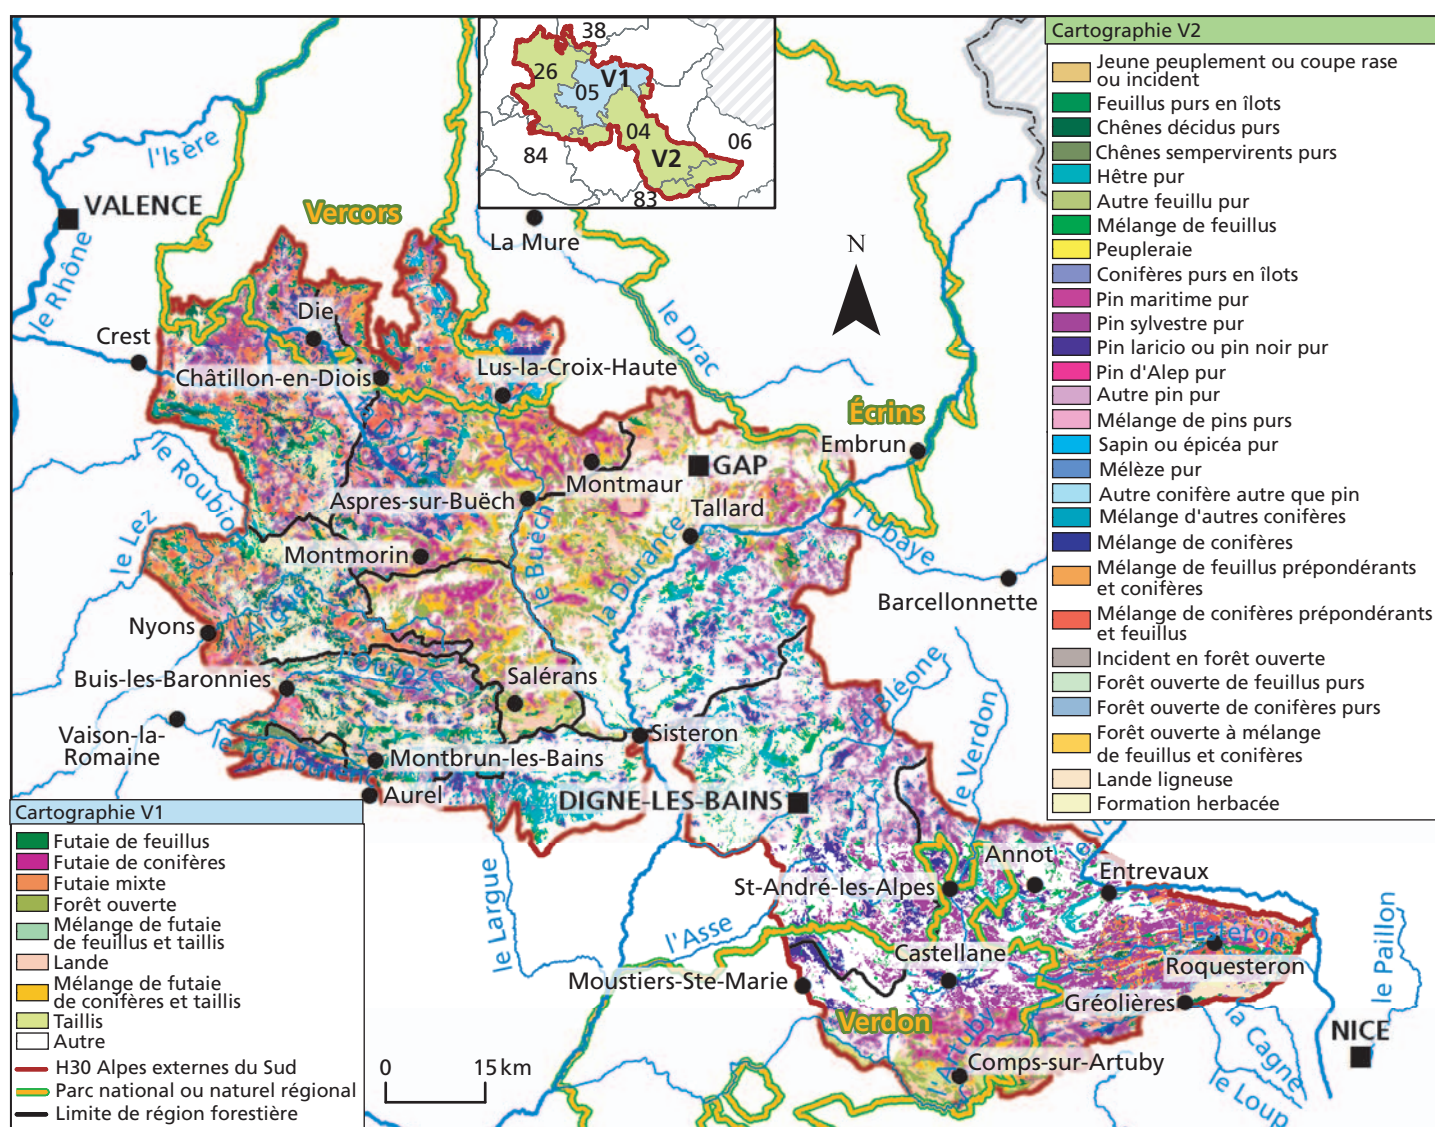 38
26
V1
05
04
06
84
V2
83
Cartographie V2
Jeune peuplement ou coupe rase
ou incident
Feuillus purs en îlots
Chênes décidus purs
Chênes sempervirents purs
Hêtre pur
Autre feuillu pur
Mélange de feuillus
Peupleraie
Conifères purs en îlots
Pin maritime pur
Pin sylvestre pur
Pin laricio ou pin noir pur
Pin d'Alep pur
Autre pin pur
Mélange de pins purs
Sapin ou épicéa pur
Mélèze pur
Autre conifère autre que pin
Mélange d'autres conifères
Mélange de conifères
Mélange de feuillus prépondérants
et conifères
Mélange de conifères prépondérants
et feuillus
Incident en forêt ouverte
Forêt ouverte de feuillus purs
Forêt ouverte de conifères purs
Forêt ouverte à mélange
de feuillus et conifères
Lande ligneuse
Formation herbacée
l'Isère
VALENCE
Vercors
La Mure
N
le Rhône
Die
le Drac
Crest
Châtillon-en-Diois
Lus-la-Croix-Haute
Écrins
Embrun
le Roubion
GAP
Montmaur
Aspres-sur-Buëch
Tallard
le Lez
le Buëch
la Durance
l'Ubaye
Montmorin
Barcellonnette
Nyons
l'Ouvèze
la Bléone
Buis-les-Baronnies
Salérans
le Verdon
Vaison-la-
Romaine
Sisteron
Montbrun-les-Bains
Aurel
DIGNE-LES-BAINS
le Largue
Annot
Entrevaux
St-André-les-Alpes
l'Asse
l'Estéron
le Paillon
Castellane
Roquesteron
Moustiers-Ste-Marie
Gréolières
Verdon
l'Artuby
la Cagne
NICE
Comps-sur-Artuby
le Loup
Cartographie V1
Futaie de feuillus
Futaie de conifères
Futaie mixte
Forêt ouverte
Mélange de futaie
de feuillus et taillis
Lande
Mélange de futaie
de conifères et taillis
Taillis
Autre
H30 Alpes externes du Sud
Parc national ou naturel régional
Limite de région forestière
0 15 km